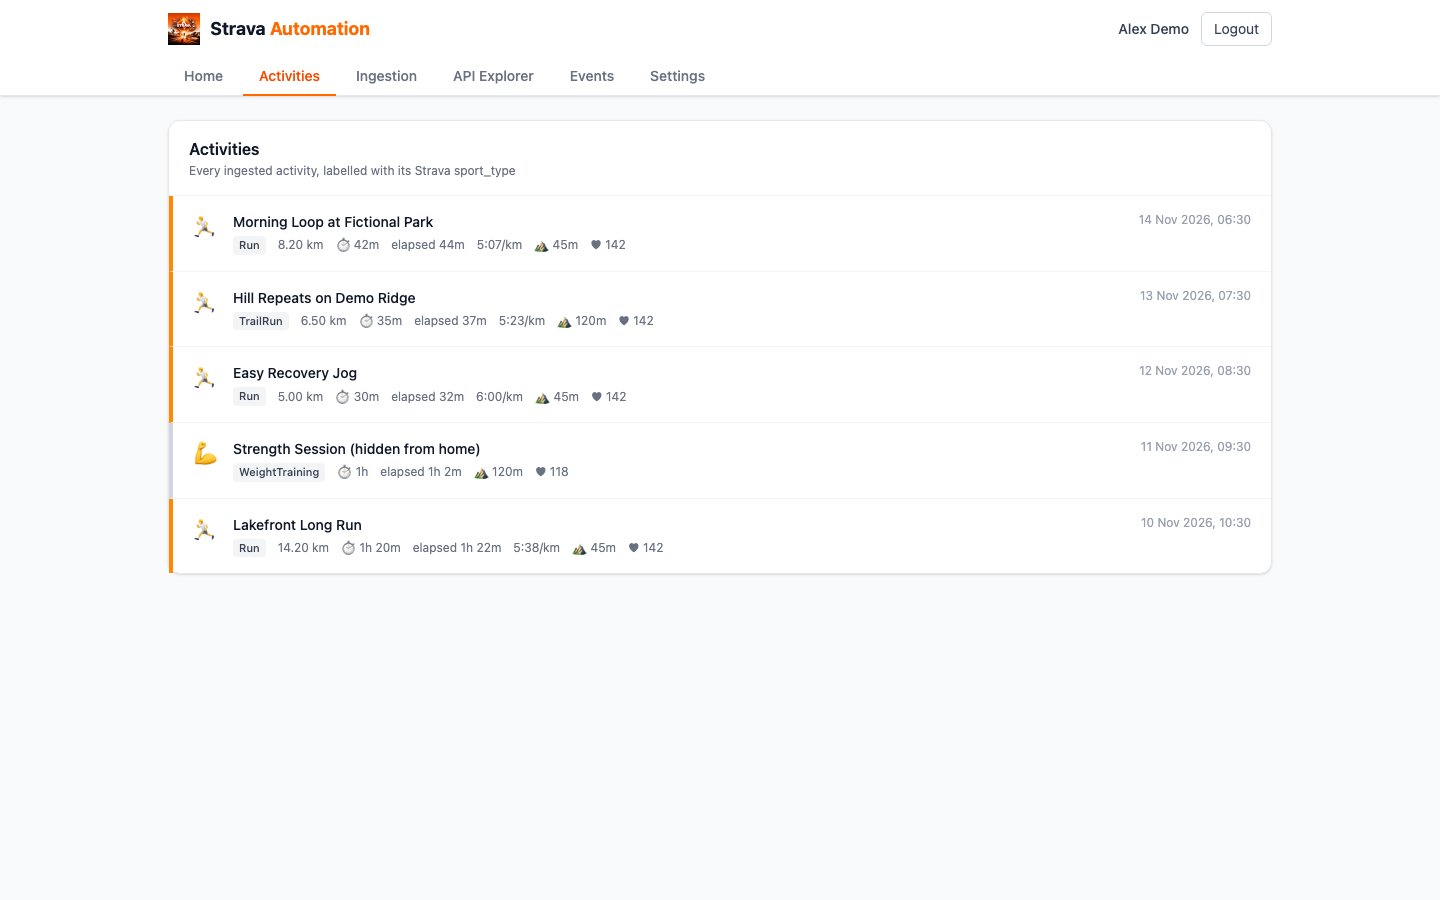 Strava Automation
Alex Demo
Logout
Home
Activities
Ingestion
API Explorer
Events
Settings
Activities
Every ingested activity, labelled with its Strava sport_type
Morning Loop at Fictional Park
14 Nov 2026, 06:30
Run 8.20 km 42m elapsed 44m 5:07/km 45m 142
Hill Repeats on Demo Ridge
13 Nov 2026, 07:30
TrailRun 6.50 km 35m elapsed 37m 5:23/km 120m 142
Easy Recovery Jog
12 Nov 2026, 08:30
Run 5.00 km 30m elapsed 32m 6:00/km 45m 142
Strength Session (hidden from home)
11 Nov 2026, 09:30
WeightTraining 1h elapsed 1h 2m 120m 118
Lakefront Long Run
10 Nov 2026, 10:30
Run 14.20 km 1h 20m elapsed 1h 22m 5:38/km 45m 142